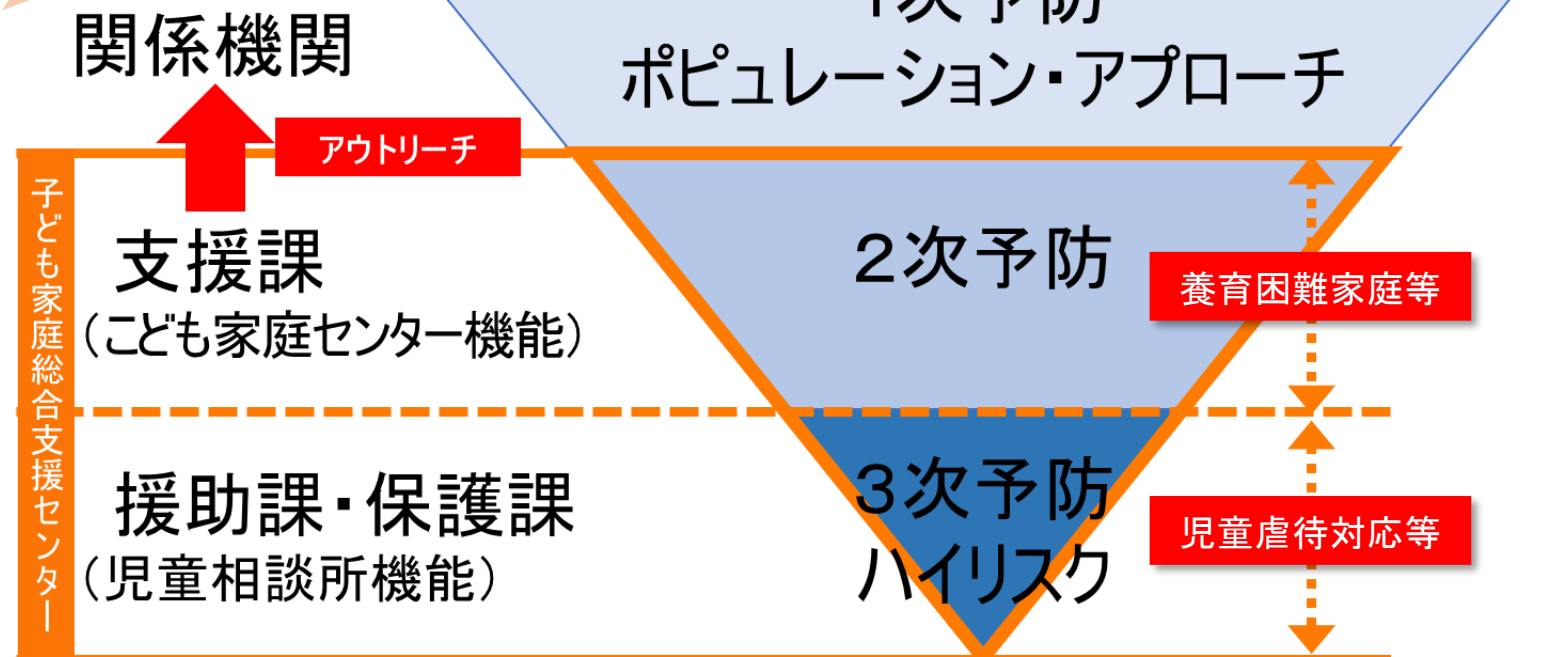 1次予防
関係機関
ポピュレーション・アプローチ
アウトリーチ
子ども家庭総合支援センター
支援課
（こども家庭センター機能）
２次予防
養育困難家庭等
援助課・保護課
（児童相談所機能）
３次予防
ハイリスク
児童虐待対応等